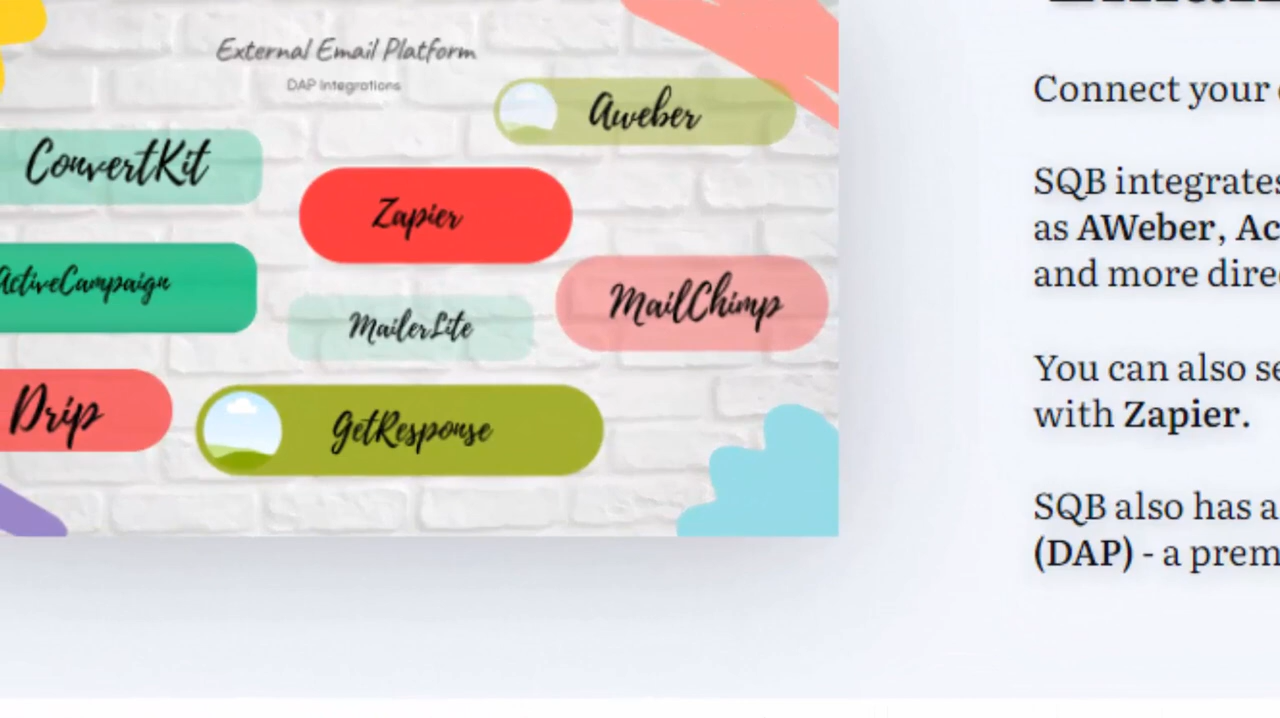 External Email Platform
DAP Integrations
Aweber
ConvertKit
Zapier
ActiveCampaign
MailChimp
MailerLite
Drip
GetResponse
Connect your
SQB integrates
as AWeber, Ac
and more direc
You can also se
with Zapier.
SQB also has a
(DAP) - a prem